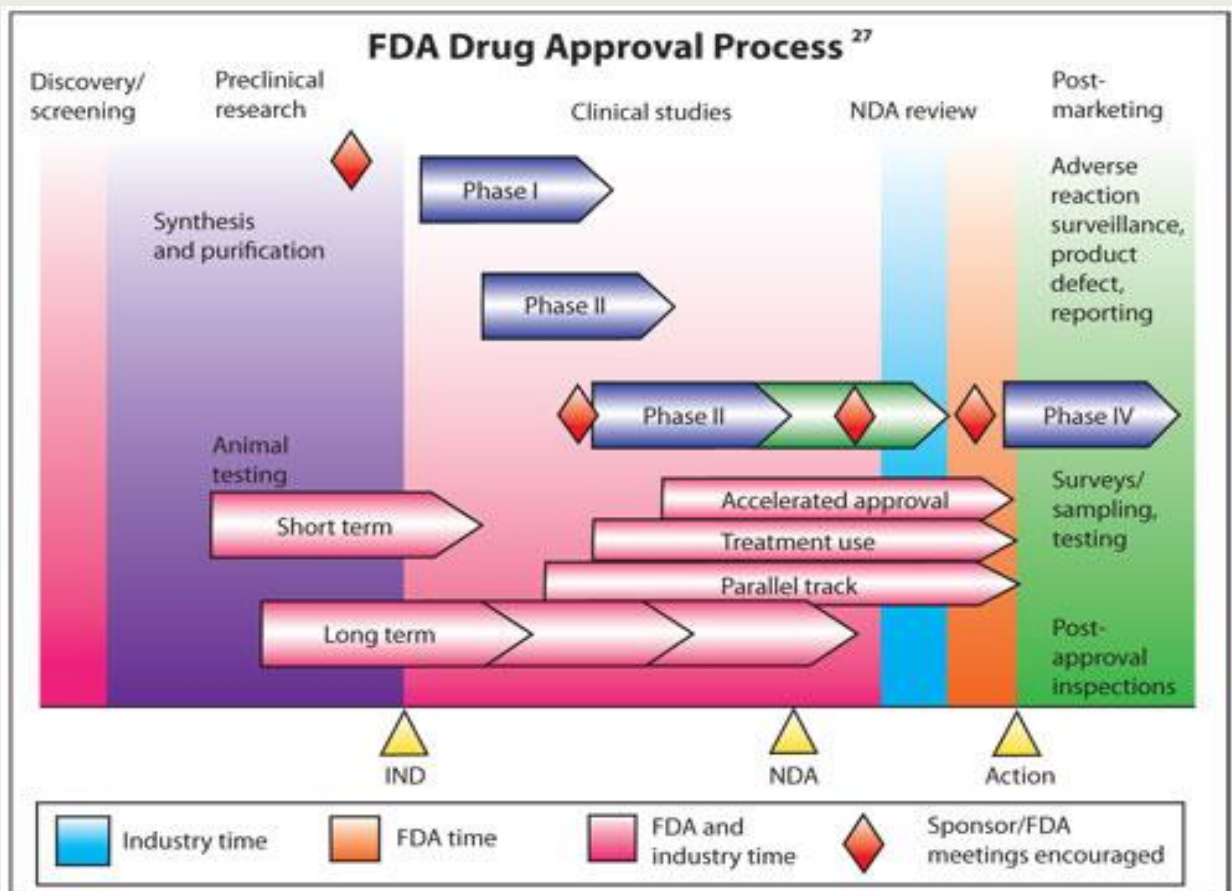 FDA Drug Approval Process 27
Discovery/
screening
Preclinical
research
Clinical studies
NDA review
Post-
marketing
Phase I
Synthesis
and purification
Adverse
reaction
surveillance,
product
defect,
reporting
Phase II
Phase II
Phase IV
Animal
testing
Short term
Accelerated approval
Treatment use
Parallel track
Surveys/
sampling,
testing
Long term
Post-
approval
inspections
IND
NDA
Action
Industry time
FDA time
FDA and
industry time
Sponsor/FDA
meetings encouraged